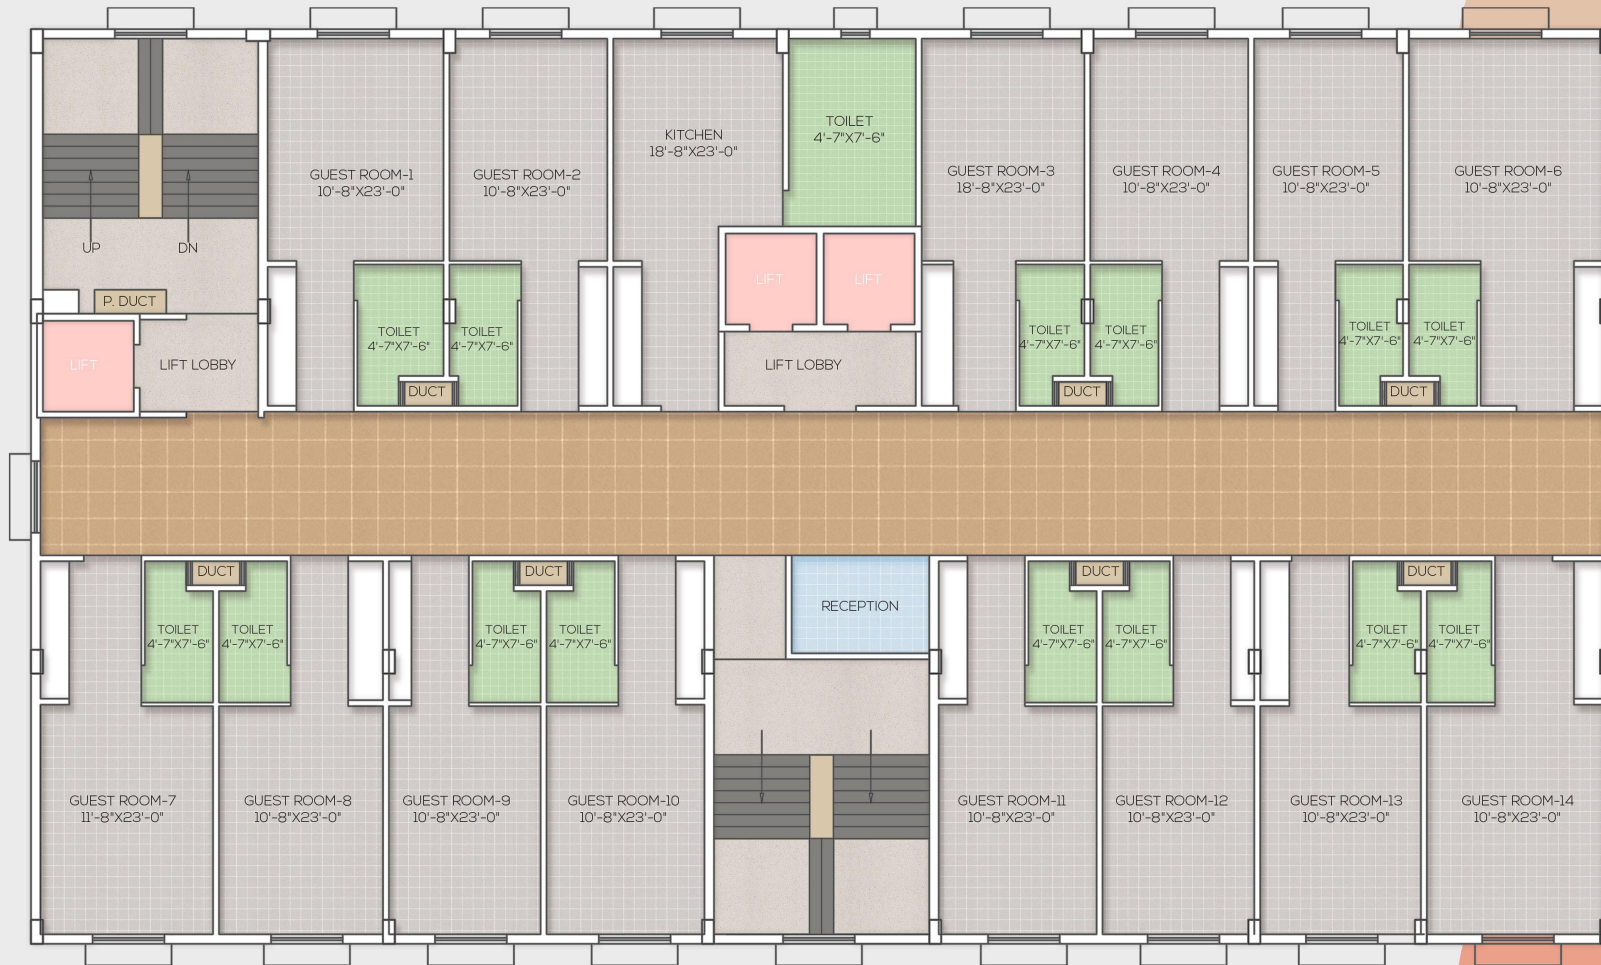 KITCHEN
18'-8"X23'-0"
TOILET
4'-7"X7'-6"
GUEST ROOM-1
10'-8"X23'-0"
GUEST ROOM-2
10'-8"X23'-0"
GUEST ROOM-3
18'-8"X23'-0"
GUEST ROOM-4
10'-8"X23'-0"
GUEST ROOM-5
10'-8"X23'-0"
GUEST ROOM-6
10'-8"X23'-0"
UP
DN
P. DUCT
LIFT
LIFT
LIFT
LIFT LOBBY
LIFT LOBBY
TOILET
4'-7"X7'-6"
TOILET
4'-7"X7'-6"
TOILET
4'-7"X7'-6"
TOILET
4'-7"X7'-6"
TOILET
4'-7"X7'-6"
TOILET
4'-7"X7'-6"
DUCT
DUCT
DUCT
DUCT
DUCT
DUCT
DUCT
RECEPTION
TOILET
4'-7"X7'-6"
TOILET
4'-7"X7'-6"
TOILET
4'-7"X7'-6"
TOILET
4'-7"X7'-6"
TOILET
4'-7"X7'-6"
TOILET
4'-7"X7'-6"
TOILET
4'-7"X7'-6"
TOILET
4'-7"X7'-6"
GUEST ROOM-7
11'-8"X23'-0"
GUEST ROOM-8
10'-8"X23'-0"
GUEST ROOM-9
10'-8"X23'-0"
GUEST ROOM-10
10'-8"X23'-0"
GUEST ROOM-11
10'-8"X23'-0"
GUEST ROOM-12
10'-8"X23'-0"
GUEST ROOM-13
10'-8"X23'-0"
GUEST ROOM-14
10'-8"X23'-0"